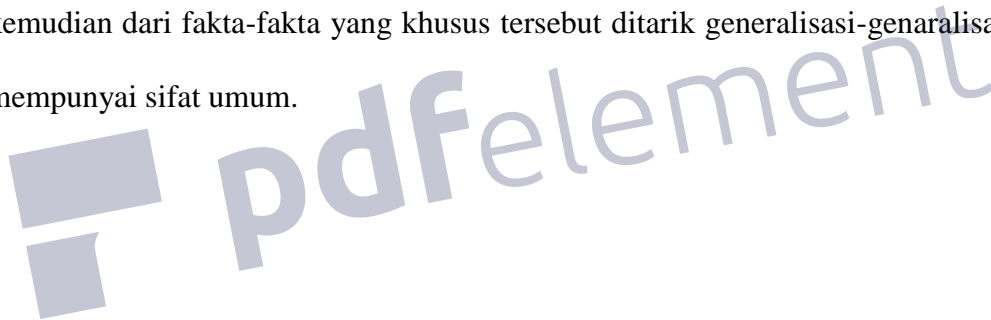 kemudian dari fakta-fakta yang khusus tersebut ditarik generalisasi-genaralisa
mempunyai sifat umum.
pdfelement